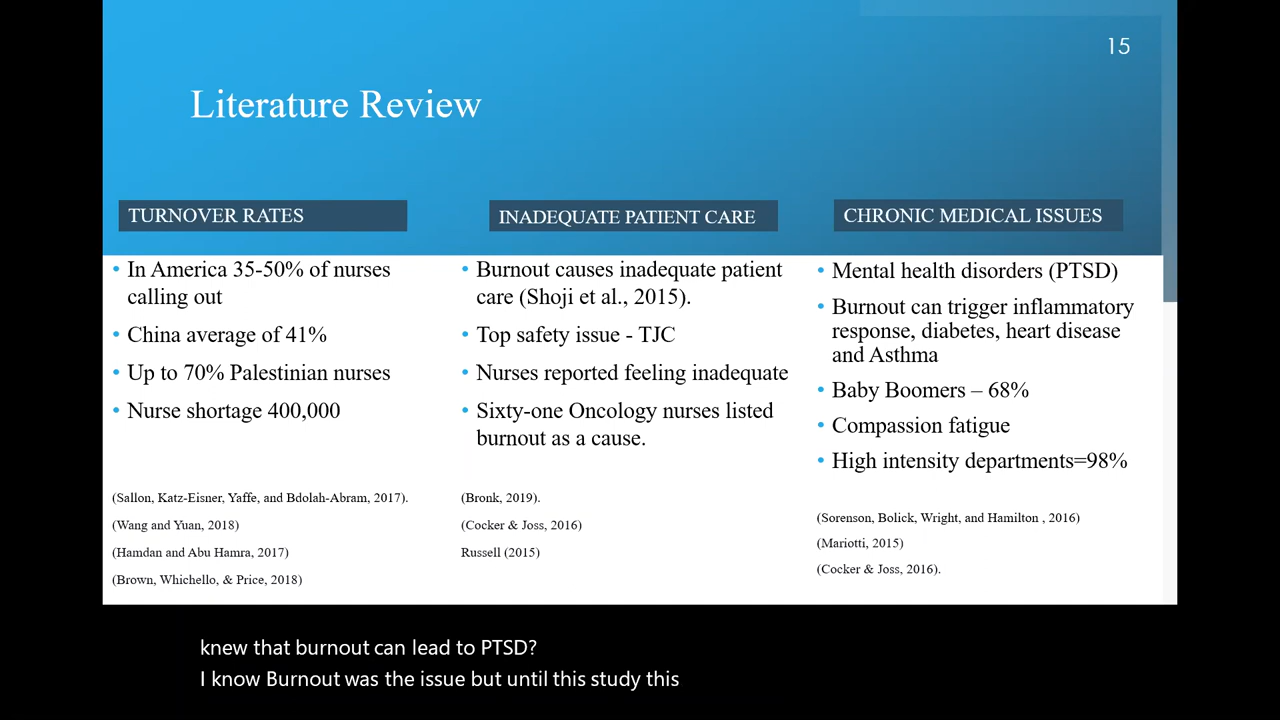 15
Literature Review
TURNOVER RATES
• In America 35-50% of nurses
calling out
• China average of 41%
• Up to 70% Palestinian nurses
• Nurse shortage 400,000
(Sallon, Katz-Eisner, Yaffe, and Bdolah-Abram, 2017).
(Wang and Yuan, 2018)
(Hamdan and Abu Hamra, 2017)
(Brown, Whichello, & Price, 2018)
INADEQUATE PATIENT CARE
• Burnout causes inadequate patient
care (Shoji et al., 2015).
• Top safety issue - TJC
• Nurses reported feeling inadequate
• Sixty-one Oncology nurses listed
burnout as a cause.
(Bronk, 2019).
(Cocker & Joss, 2016)
Russell (2015)
CHRONIC MEDICAL ISSUES
• Mental health disorders (PTSD)
• Burnout can trigger inflammatory
response, diabetes, heart disease
and Asthma
• Baby Boomers – 68%
• Compassion fatigue
• High intensity departments=98%
(Sorenson, Bolick, Wright, and Hamilton , 2016)
(Mariotti, 2015)
(Cocker & Joss, 2016).
knew that burnout can lead to PTSD?
I know Burnout was the issue but until this study this